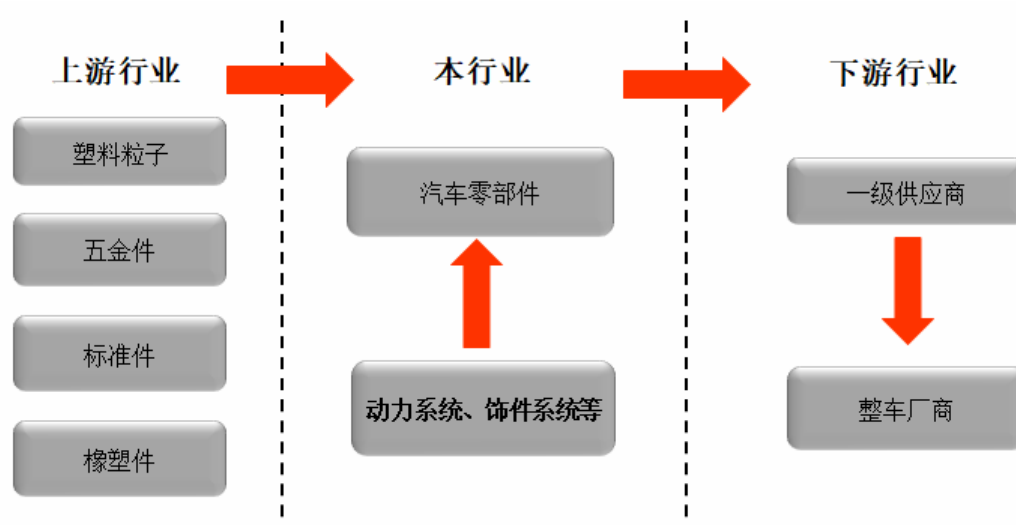 上游行业
本行业
下游行业
塑料粒子
五金件
标准件
橡塑件
汽车零部件
动力系统、饰件系统等
一级供应商
整车厂商